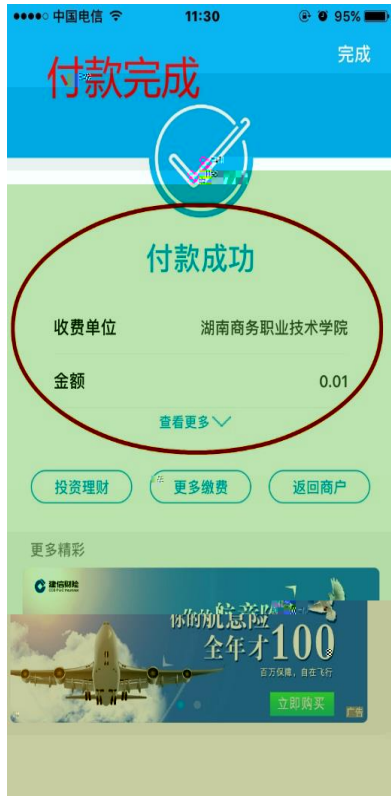 中国电信 11:30 95%
完成
付款完成
付款成功
收费单位 湖南商务职业技术学院
金额 0.01
查看更多
投资理财 更多缴费 返回商户
更多精彩
建信财险
你的航意险
全年才100
百万保障，自在飞行
立即购买
广告